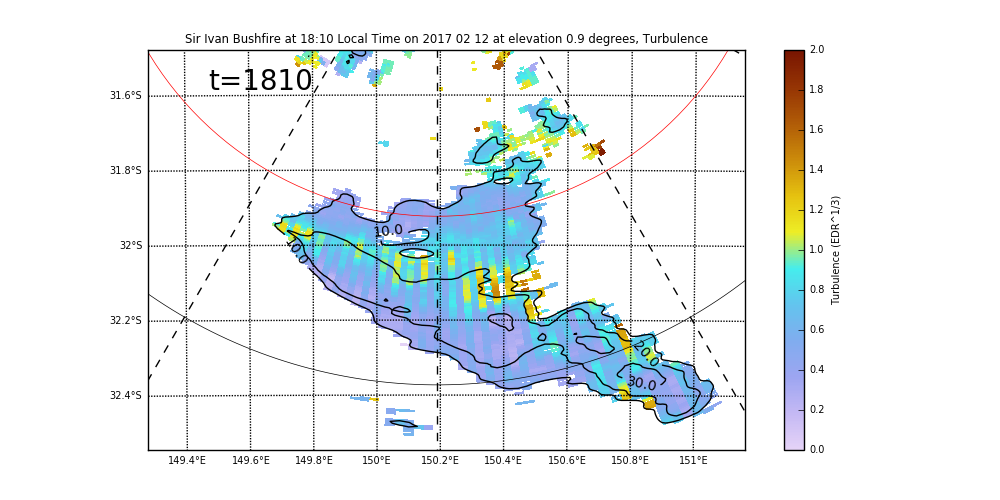 Sir Ivan Bushfire at 18:10 Local Time on 2017 02 12 at elevation 0.9 degrees, Turbulence
t=1810
31.6°S
31.8°S
32°S
32.2°S
32.4°S
149.4°E 149.6°E 149.8°E 150°E 150.2°E 150.4°E 150.6°E 150.8°E 151°E
10.0
10.0
20.0
30.0
2.0
1.8
1.6
1.4
1.2
1.0
0.8
0.6
0.4
0.2
0.0
Turbulence (EDR^1/3)